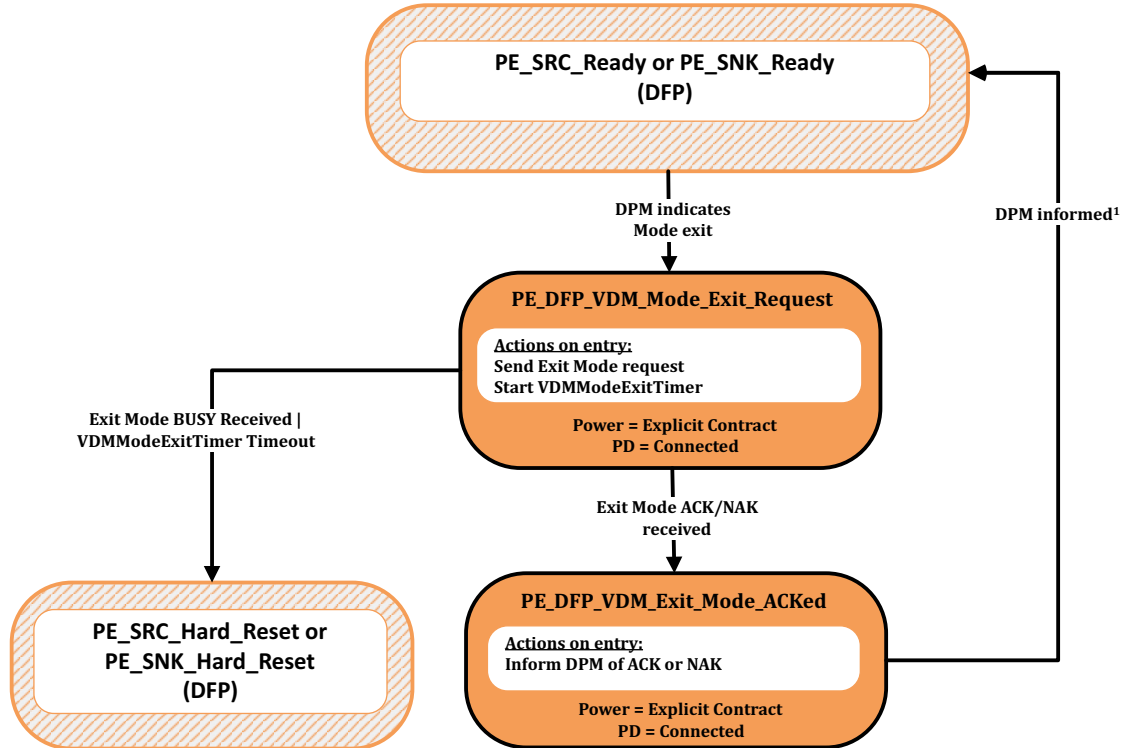 PE_SRC_Ready or PE_SNK_Ready
(DFP)
DPM indicates
Mode exit
DPM informed¹
PE_DFP_VDM_Mode_Exit_Request
Actions on entry:
Send Exit Mode request
Start VDMModeExitTimer
Power = Explicit Contract
PD = Connected
Exit Mode BUSY Received |
VDMModeExitTimer Timeout
Exit Mode ACK/NAK
received
PE_SRC_Hard_Reset or
PE_SNK_Hard_Reset
(DFP)
PE_DFP_VDM_Exit_Mode_ACKed
Actions on entry:
Inform DPM of ACK or NAK
Power = Explicit Contract
PD = Connected